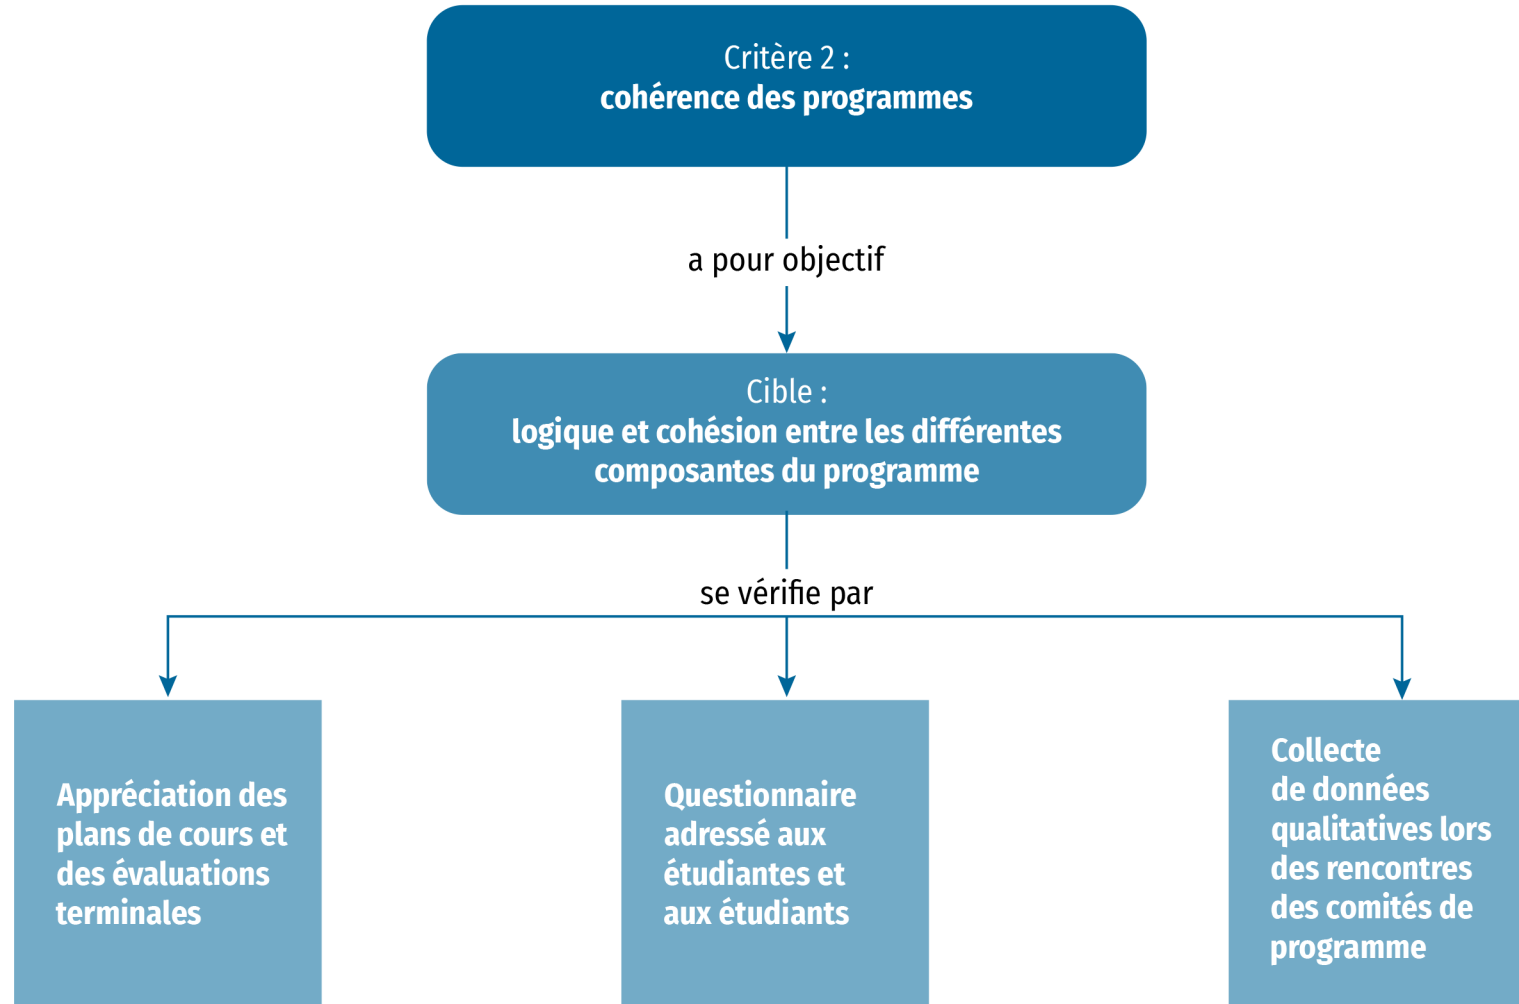 Critère 2 :
cohérence des programmes
a pour objectif
Cible :
logique et cohésion entre les différentes
composantes du programme
se vérifie par
Appréciation des
plans de cours et
des évaluations
terminales
Questionnaire
adressé aux
étudiantes et
aux étudiants
Collecte
de données
qualitatives lors
des rencontres
des comités de
programme